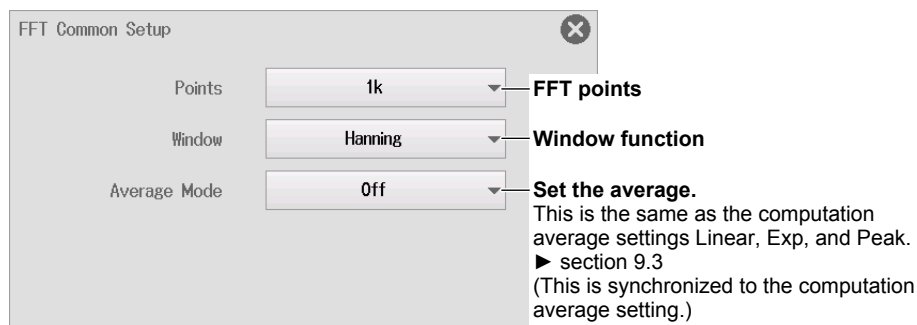 FFT Common Setup
Points 1k FFT points
Window Hanning Window function
Average Mode Off Set the average.
This is the same as the computation
average settings Linear, Exp, and Peak.
► section 9.3
(This is synchronized to the computation
average setting.)